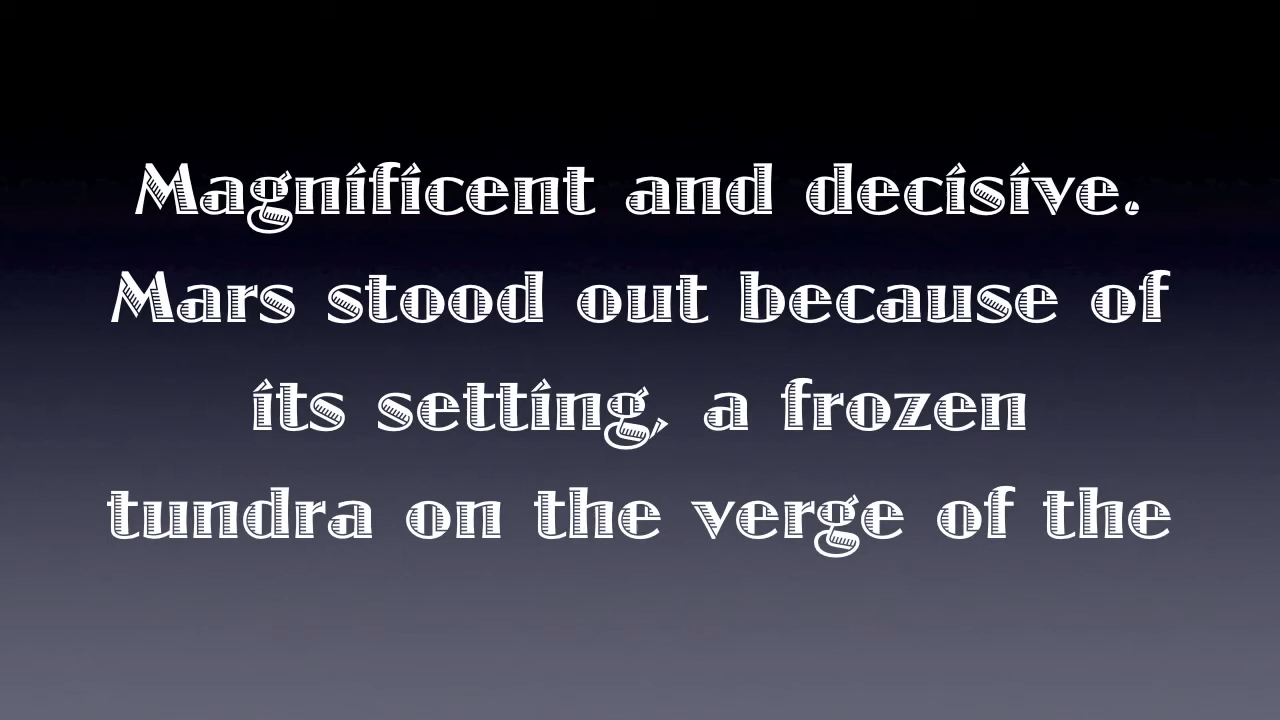 Magnificent and decisive.
Mars stood out because of
its setting, a frozen
tundra on the verge of the